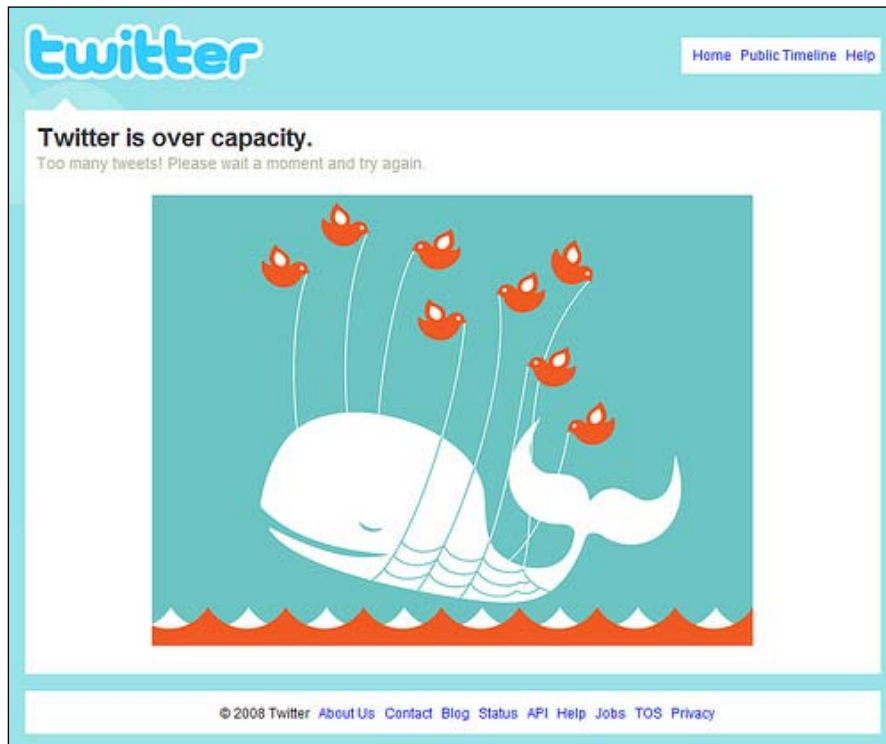 twitter
Home Public Timeline Help
Twitter is over capacity.
Too many tweets! Please wait a moment and try again.
© 2008 Twitter About Us Contact Blog Status API Help Jobs TOS Privacy